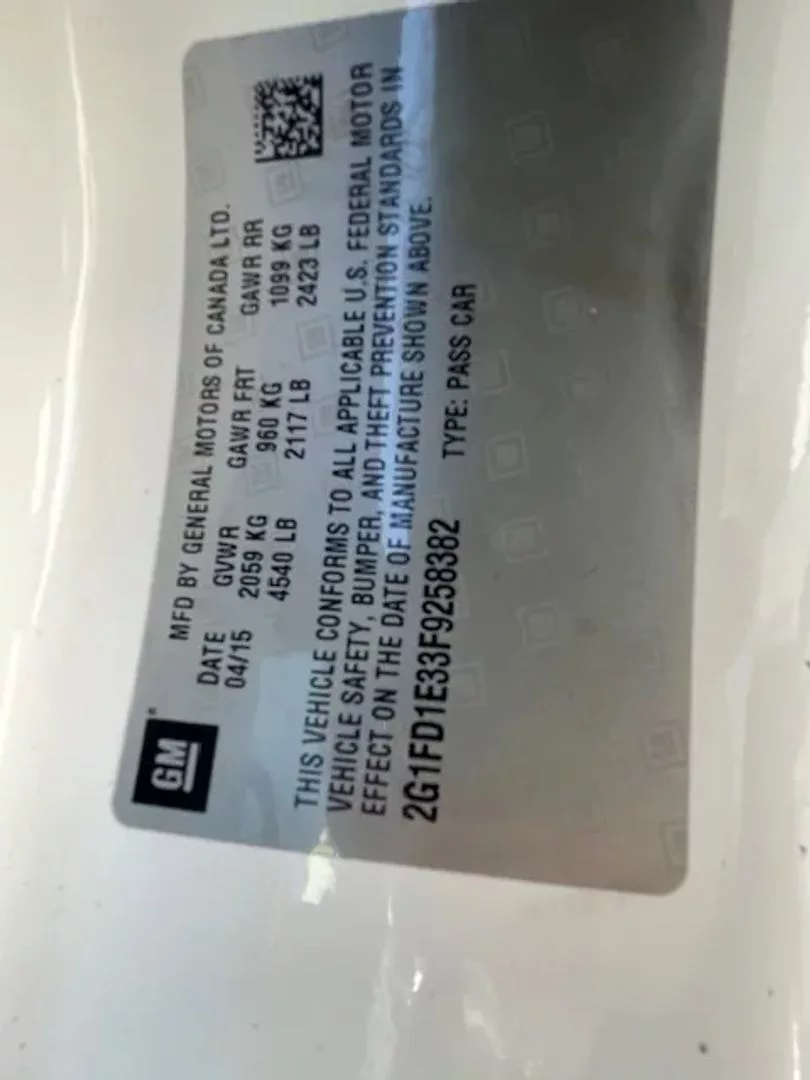 GM
MFD BY GENERAL MOTORS OF CANADA LTD.
DATE GVWR GAWR FRT GAWR RR
04/15 2059 KG 960 KG 1099 KG
4540 LB 2117 LB 2423 LB
THIS VEHICLE CONFORMS TO ALL APPLICABLE U.S. FEDERAL MOTOR
VEHICLE SAFETY, BUMPER, AND THEFT PREVENTION STANDARDS IN
EFFECT ON THE DATE OF MANUFACTURE SHOWN ABOVE.
2G1FD1E33F9258382 TYPE: PASS CAR